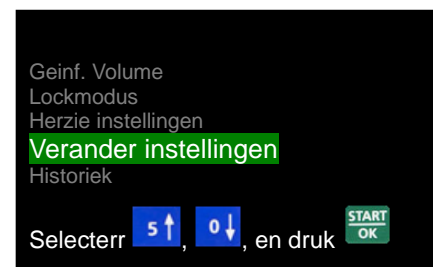 Geinf. Volume
Lockmodus
Herzie instellingen
Verander instellingen
Historiek
Selecterr 5↑, 0↓, en druk START OK